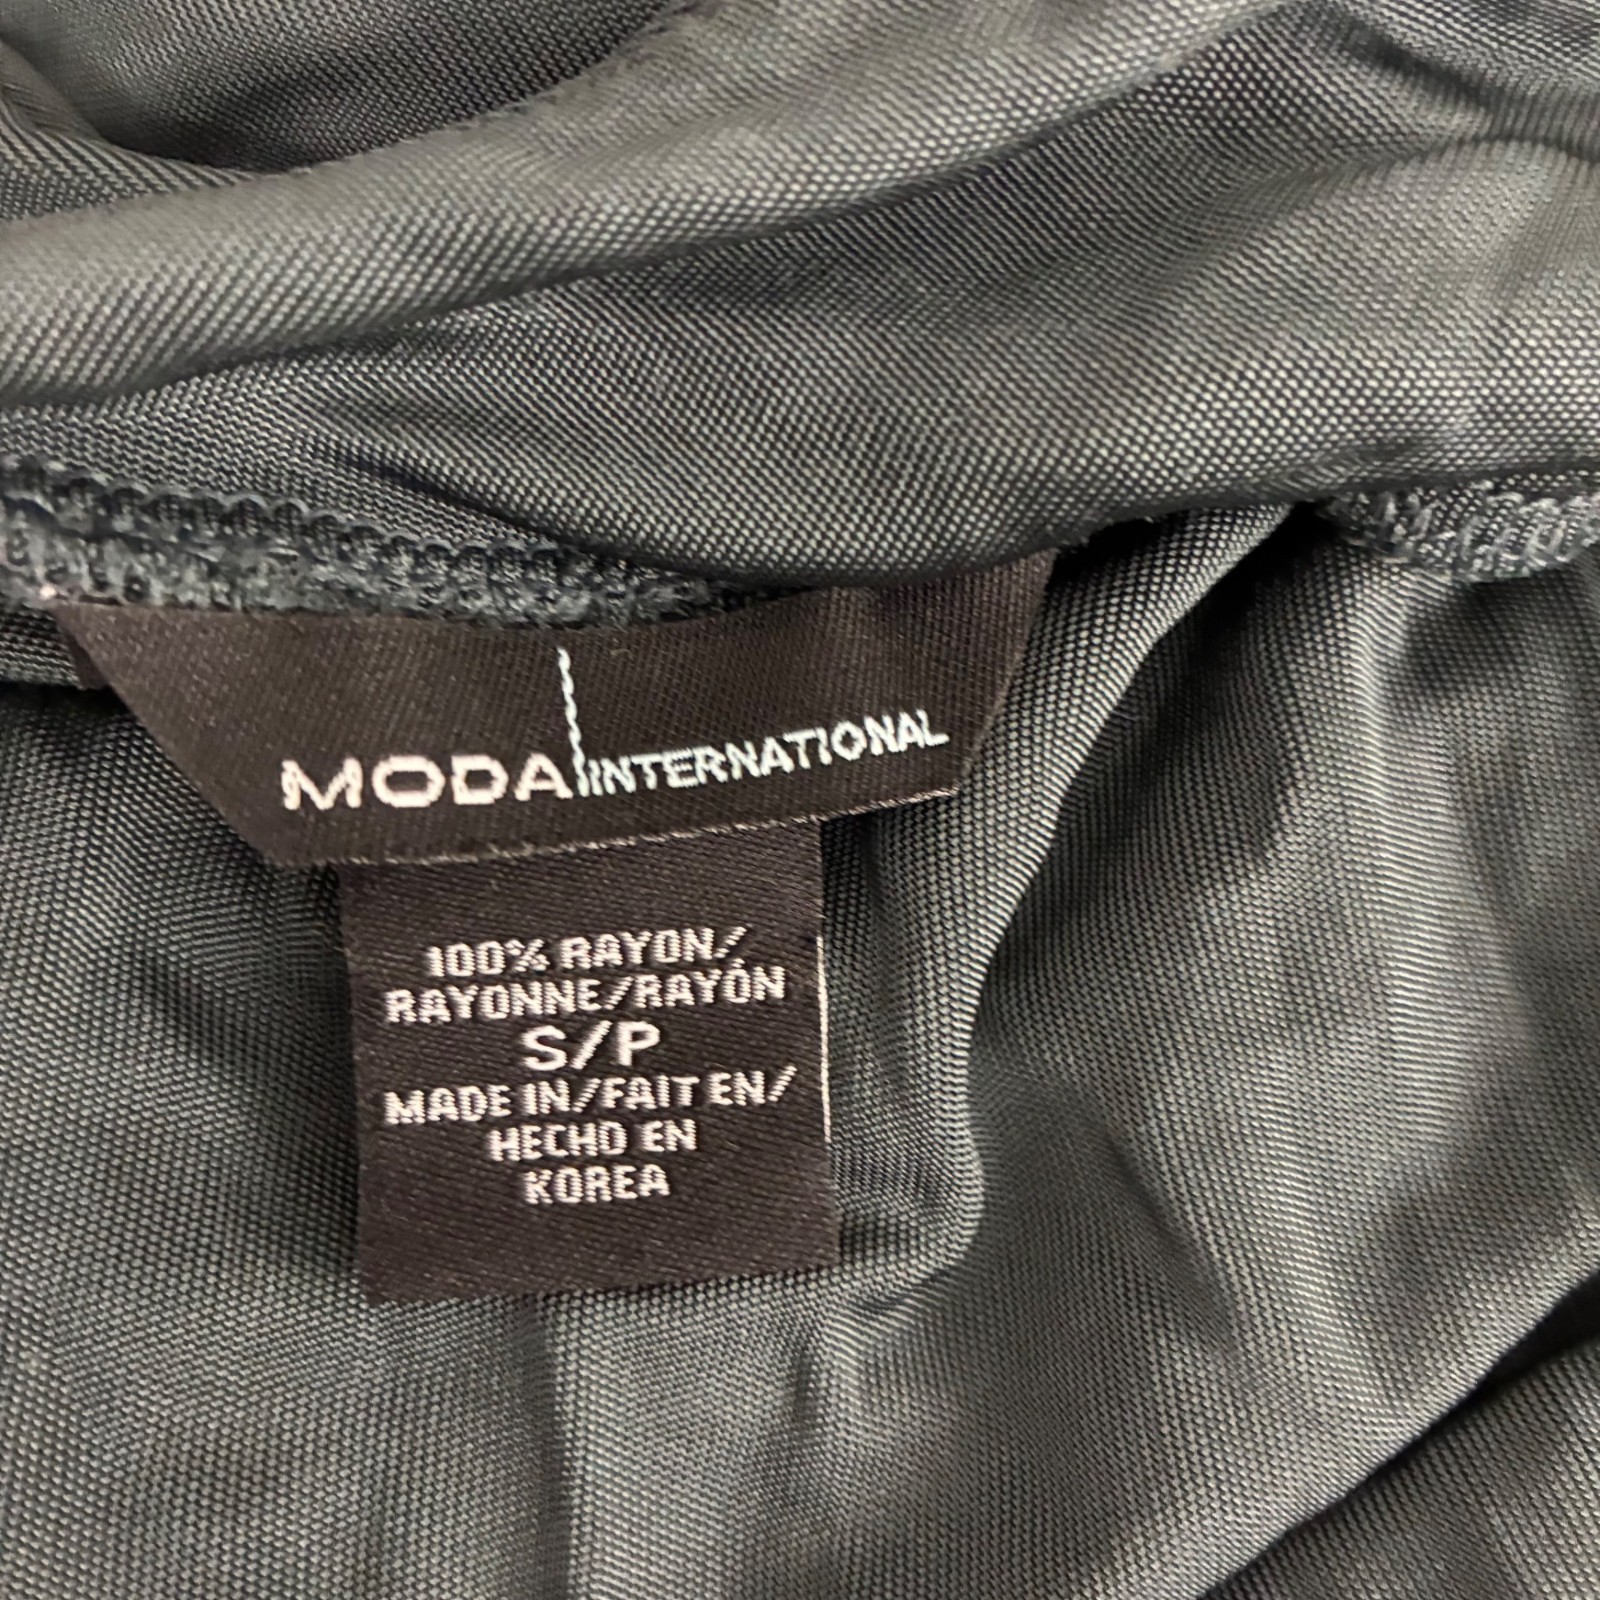 MODA INTERNATIONAL
100% RAYON/
RAYONNE/RAYÓN
S/P
MADE IN/FAIT EN/
HECHO EN
KOREA